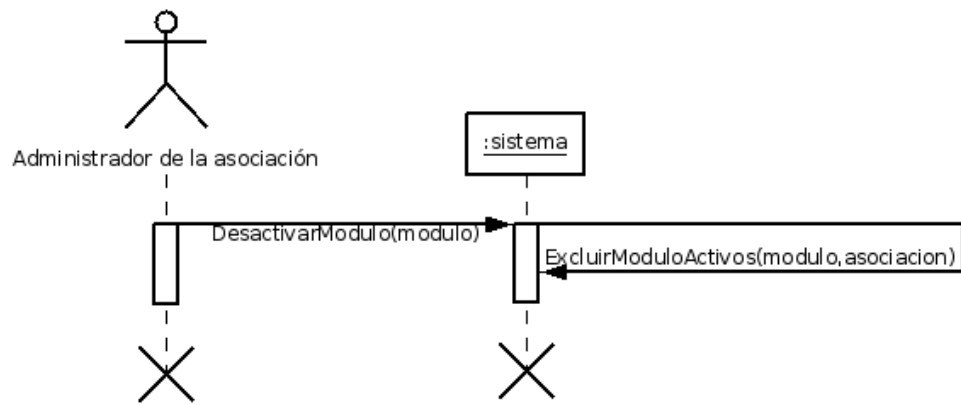 :sistema
Administrador de la asociación
DesactivarModulo(modulo)
ExcluirModuloActivos(modulo,asociacion)